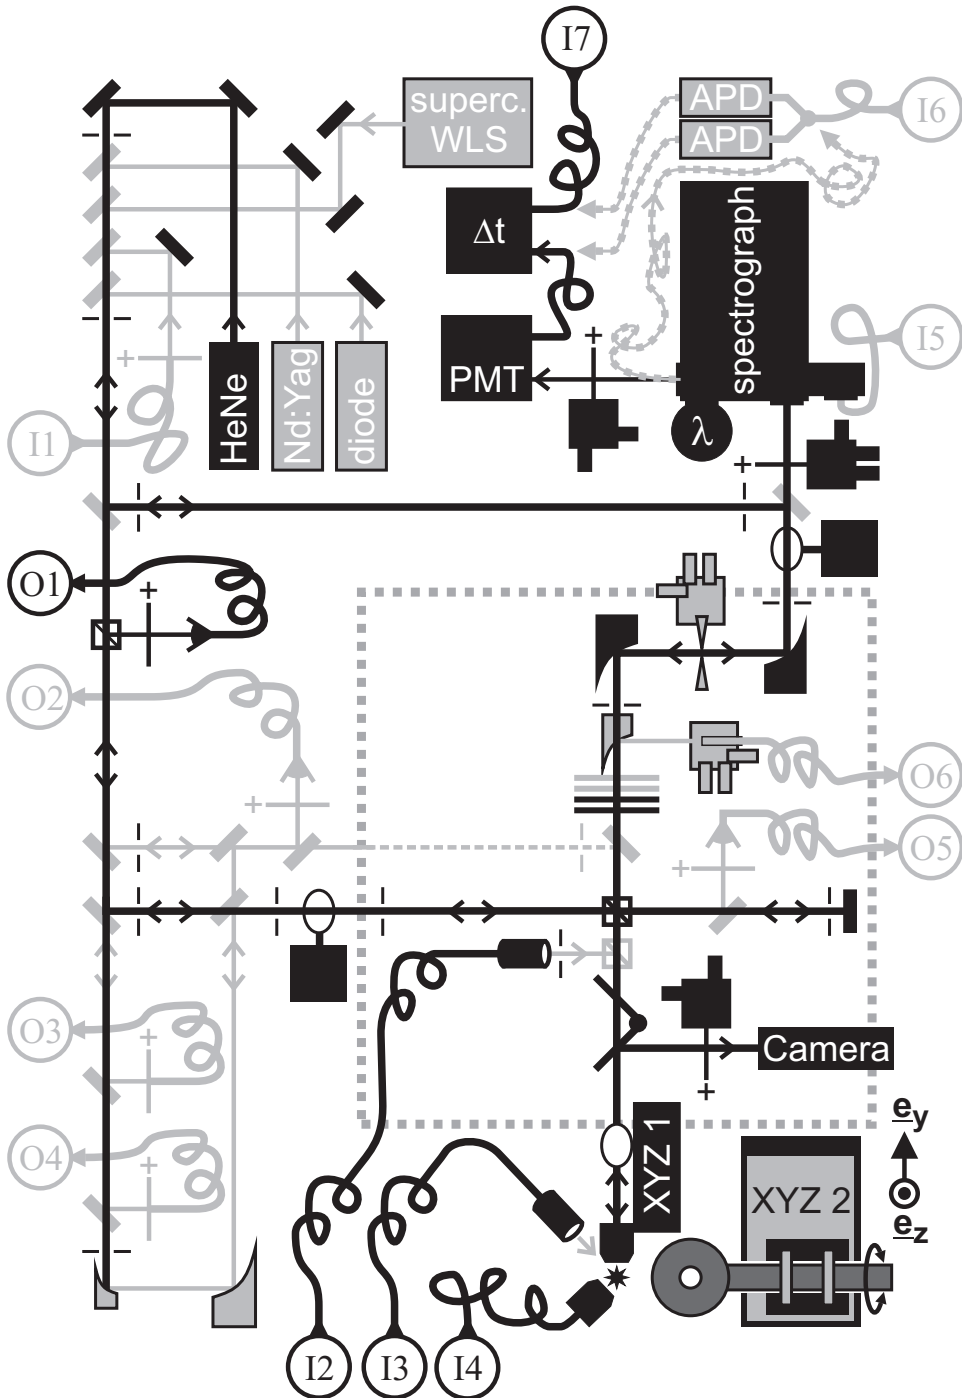 I7
superc.
WLS
APD
APD
I6
Δt
spectrograph
PMT
λ
I5
HeNe
Nd:Yag
diode
I1
O1
O2
O6
O5
O3
Camera
O4
XYZ 1
e_y
XYZ 2
e_z
I2
I3
I4
+
+
+
+
+
+
+
+
+
+